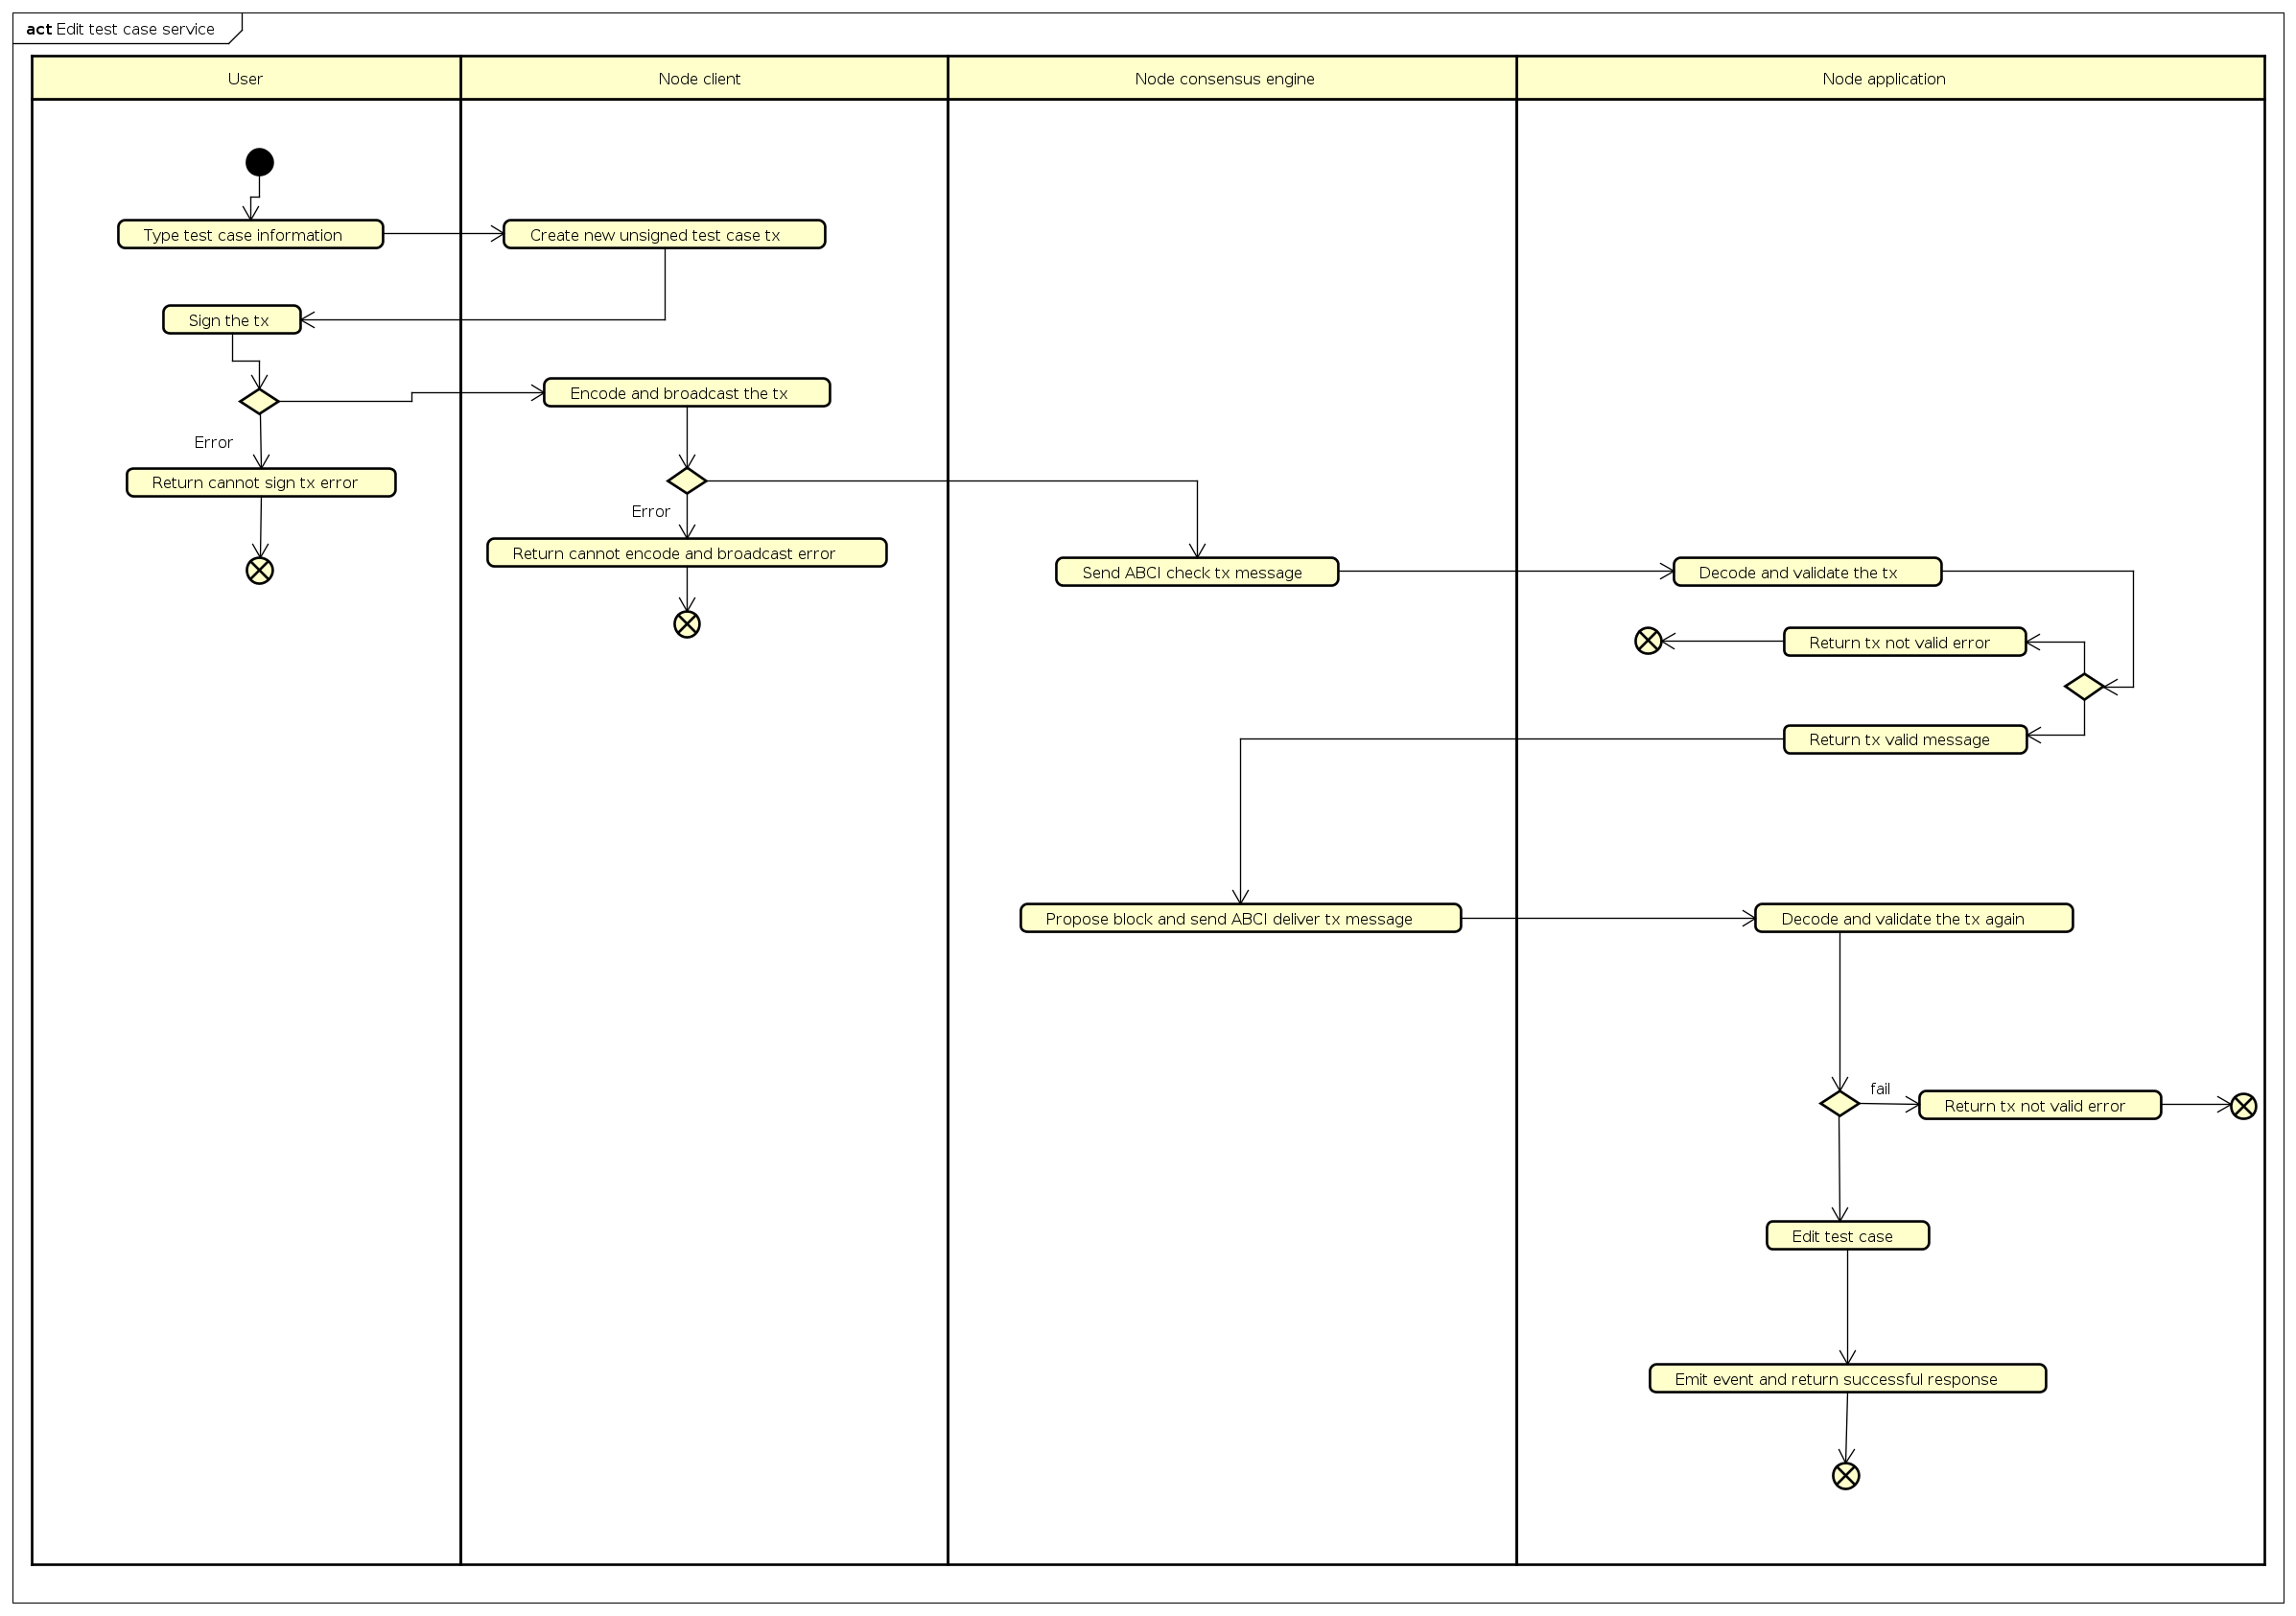 act Edit test case service
User
Node client
Node consensus engine
Node application
Type test case information
Create new unsigned test case tx
Sign the tx
Encode and broadcast the tx
Error
Return cannot sign tx error
Error
Return cannot encode and broadcast error
Send ABCI check tx message
Decode and validate the tx
Return tx not valid error
Return tx valid message
Propose block and send ABCI deliver tx message
Decode and validate the tx again
fail
Return tx not valid error
Edit test case
Emit event and return successful response